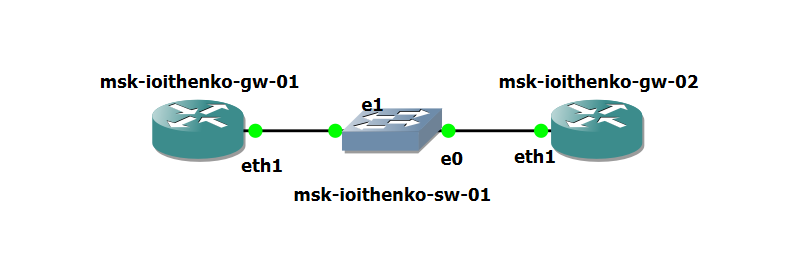 msk-ioithenko-gw-01
msk-ioithenko-gw-02
e1
eth1
e0
eth1
msk-ioithenko-sw-01